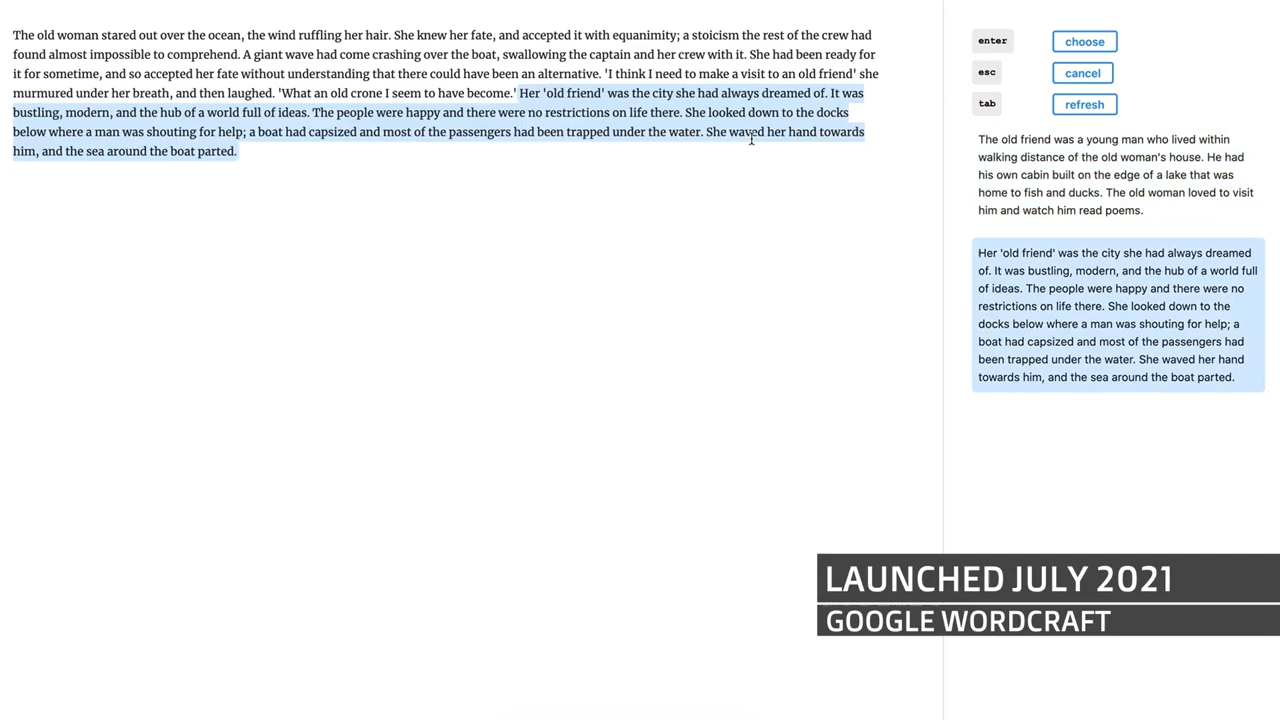 The old woman stared out over the ocean, the wind ruffling her hair. She knew her fate, and accepted it with equanimity; a stoicism the rest of the crew had
found almost impossible to comprehend. A giant wave had come crashing over the boat, swallowing the captain and her crew with it. She had been ready for
it for sometime, and so accepted her fate without understanding that there could have been an alternative. 'I think I need to make a visit to an old friend' she
murmured under her breath, and then laughed. 'What an old crone I seem to have become.' Her 'old friend' was the city she had always dreamed of. It was
bustling, modern, and the hub of a world full of ideas. The people were happy and there were no restrictions on life there. She looked down to the docks
below where a man was shouting for help; a boat had capsized and most of the passengers had been trapped under the water. She waved her hand towards
him, and the sea around the boat parted.
enter choose
esc cancel
tab refresh
The old friend was a young man who lived within
walking distance of the old woman's house. He had
his own cabin built on the edge of a lake that was
home to fish and ducks. The old woman loved to visit
him and watch him read poems.
Her 'old friend' was the city she had always dreamed
of. It was bustling, modern, and the hub of a world full
of ideas. The people were happy and there were no
restrictions on life there. She looked down to the
docks below where a man was shouting for help; a
boat had capsized and most of the passengers had
been trapped under the water. She waved her hand
towards him, and the sea around the boat parted.
LAUNCHED JULY 2021
GOOGLE WORDCRAFT